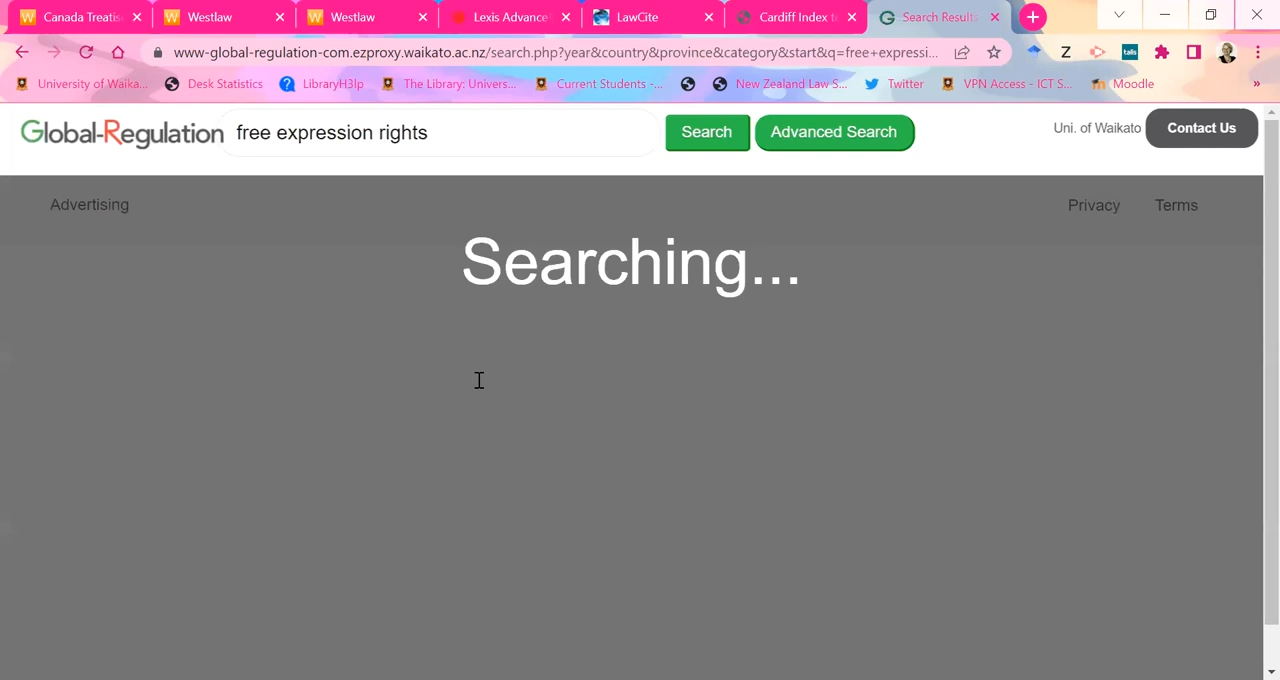 Canada Treatis
Westlaw
Westlaw
Lexis Advance
LawCite
Cardiff Index t
Search Results
www-global-regulation-com.ezproxy.waikato.ac.nz/search.php?year&country&province&category&start&q=free+expressi...
Z
talis
University of Waika...
Desk Statistics
LibraryH3lp
The Library: Univers...
Current Students -...
New Zealand Law S...
Twitter
VPN Access - ICT S...
Moodle
»
Global-Regulation
free expression rights
Search
Advanced Search
Uni. of Waikato
Contact Us
Advertising
Privacy
Terms
Searching...